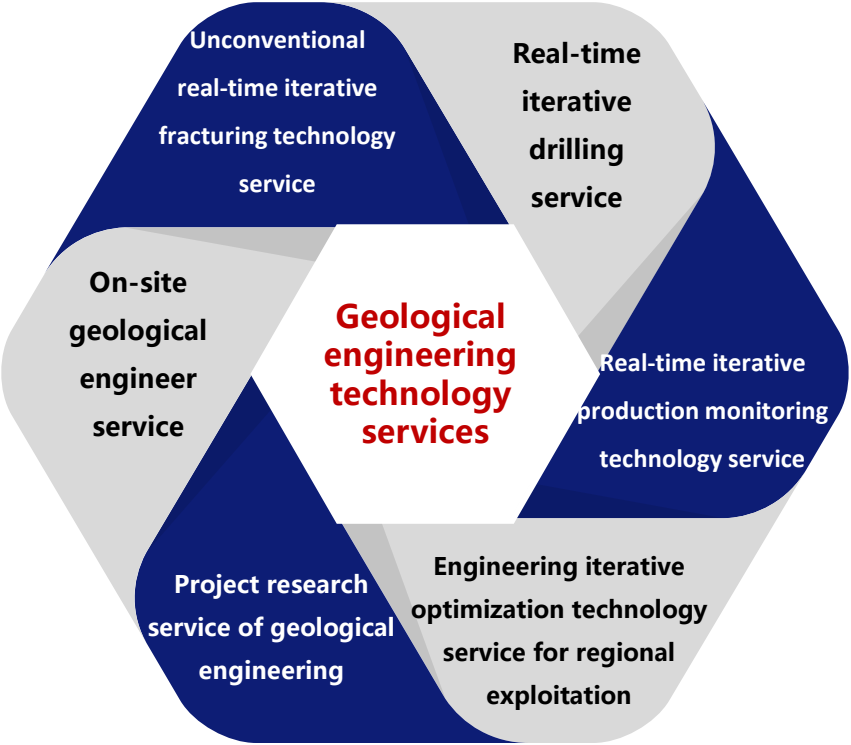 Unconventional
real-time iterative
fracturing technology
service
Real-time
iterative
drilling
service
On-site
geological
engineer
service
Geological
engineering
technology
services
Real-time iterative
production monitoring
technology service
Project research
service of geological
engineering
Engineering iterative
optimization technology
service for regional
exploitation